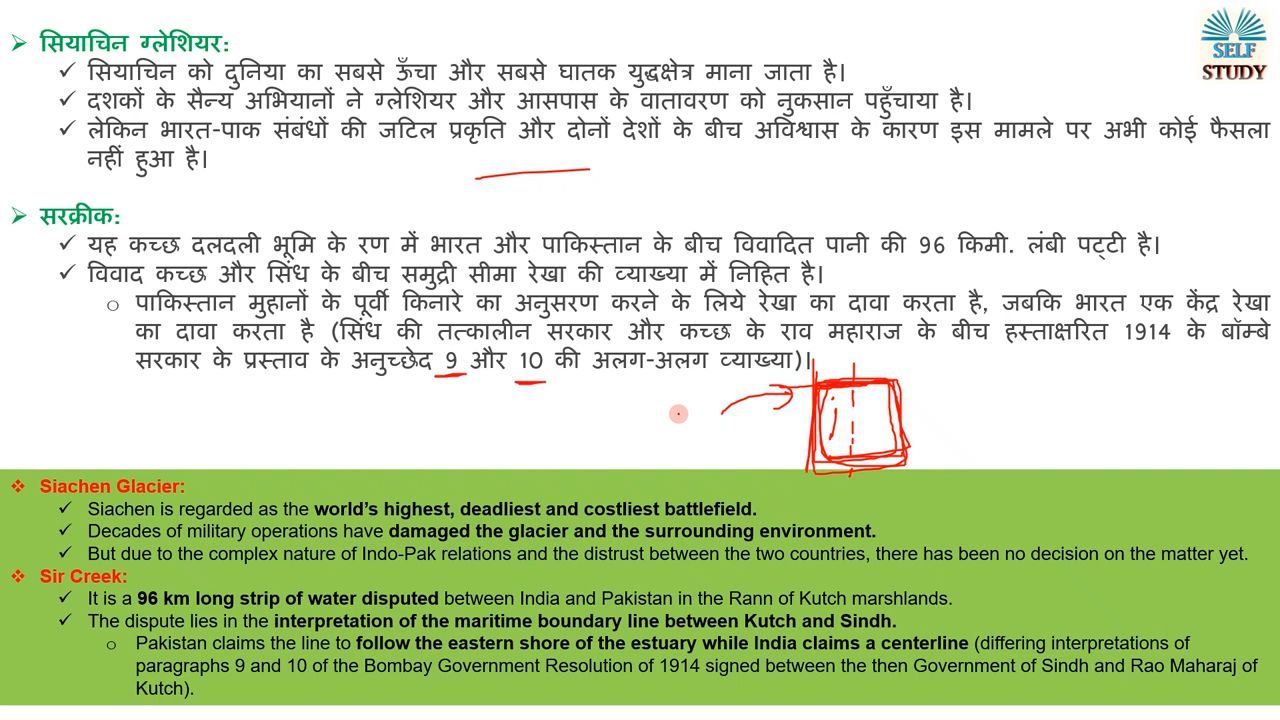 SELF
STUDY
➢ सियाचिन ग्लेशियर:
✓ सियाचिन को दुनिया का सबसे ऊँचा और सबसे घातक युद्धक्षेत्र माना जाता है।
✓ दशकों के सैन्य अभियानों ने ग्लेशियर और आसपास के वातावरण को नुकसान पहुँचाया है।
✓ लेकिन भारत-पाक संबंधों की जटिल प्रकृति और दोनों देशों के बीच अविश्वास के कारण इस मामले पर अभी कोई फैसला
नहीं हुआ है।
➢ सरक्रीक:
✓ यह कच्छ दलदली भूमि के रण में भारत और पाकिस्तान के बीच विवादित पानी की 96 किमी. लंबी पट्टी है।
✓ विवाद कच्छ और सिंध के बीच समुद्री सीमा रेखा की व्याख्या में निहित है।
o पाकिस्तान मुहानों के पूर्वी किनारे का अनुसरण करने के लिये रेखा का दावा करता है, जबकि भारत एक केंद्र रेखा
का दावा करता है (सिंध की तत्कालीन सरकार और कच्छ के राव महाराज के बीच हस्ताक्षरित 1914 के बॉम्बे
सरकार के प्रस्ताव के अनुच्छेद 9 और 10 की अलग-अलग व्याख्या)।
❖ Siachen Glacier:
✓ Siachen is regarded as the world's highest, deadliest and costliest battlefield.
✓ Decades of military operations have damaged the glacier and the surrounding environment.
✓ But due to the complex nature of Indo-Pak relations and the distrust between the two countries, there has been no decision on the matter yet.
❖ Sir Creek:
✓ It is a 96 km long strip of water disputed between India and Pakistan in the Rann of Kutch marshlands.
✓ The dispute lies in the interpretation of the maritime boundary line between Kutch and Sindh.
o Pakistan claims the line to follow the eastern shore of the estuary while India claims a centerline (differing interpretations of
paragraphs 9 and 10 of the Bombay Government Resolution of 1914 signed between the then Government of Sindh and Rao Maharaj of
Kutch).